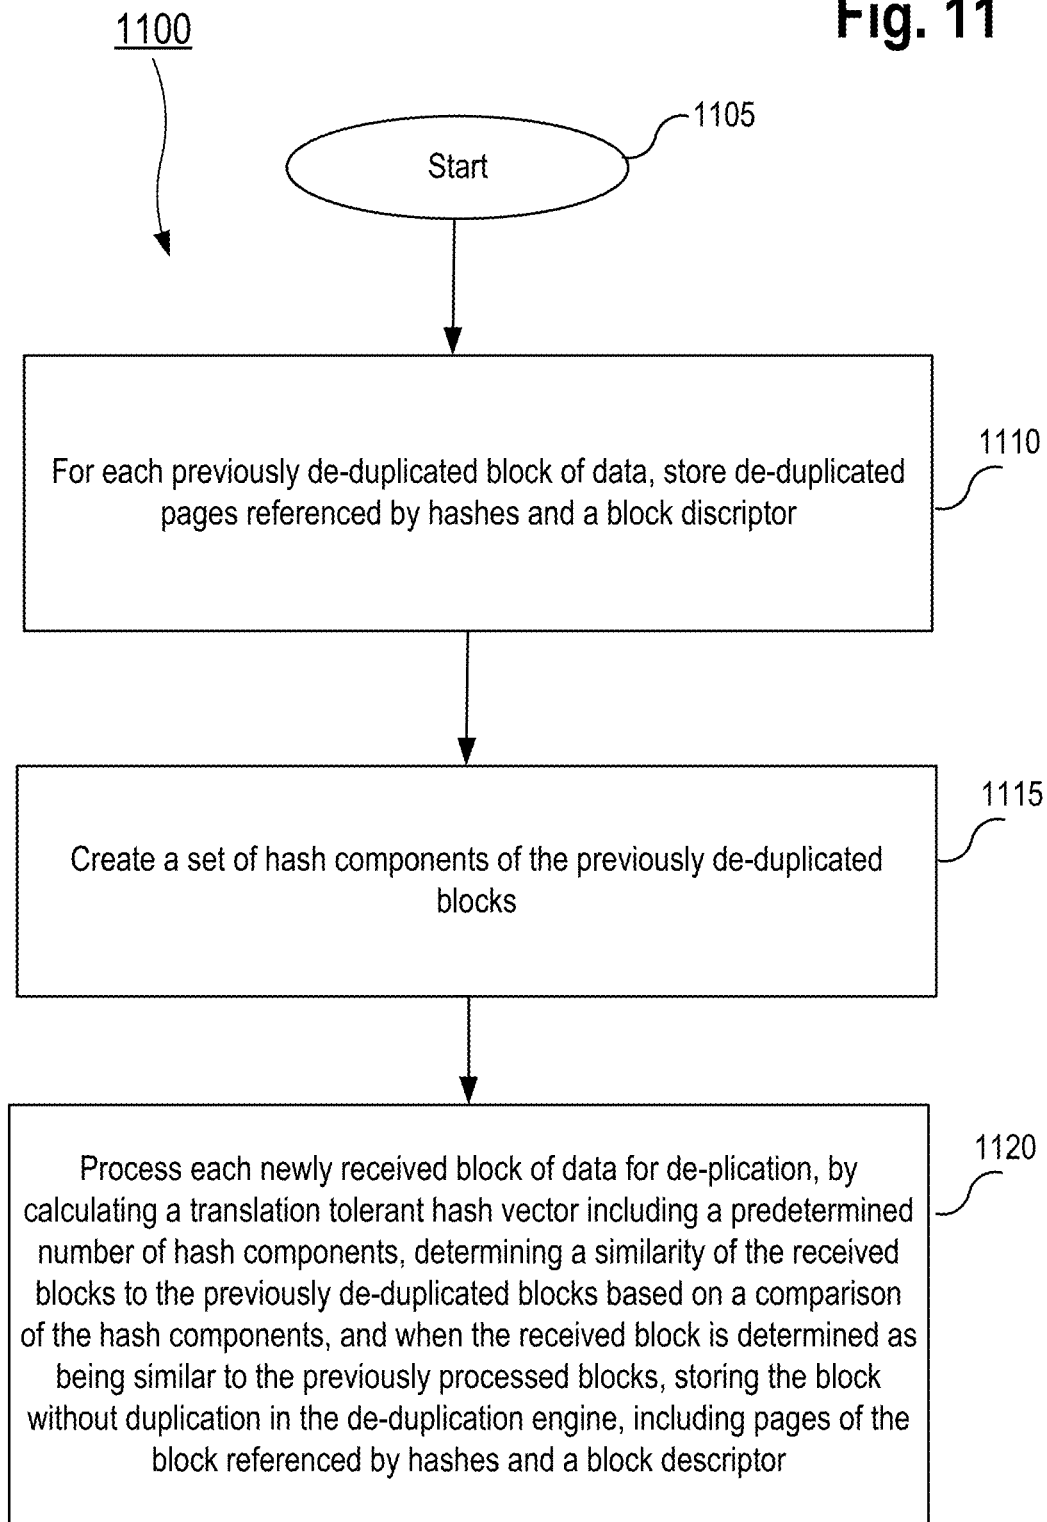 Fig. 11
1100
1105
Start
1110
For each previously de-duplicated block of data, store de-duplicated
pages referenced by hashes and a block discriptor
1115
Create a set of hash components of the previously de-duplicated
blocks
1120
Process each newly received block of data for de-plication, by
calculating a translation tolerant hash vector including a predetermined
number of hash components, determining a similarity of the received
blocks to the previously de-duplicated blocks based on a comparison
of the hash components, and when the received block is determined as
being similar to the previously processed blocks, storing the block
without duplication in the de-duplication engine, including pages of the
block referenced by hashes and a block descriptor